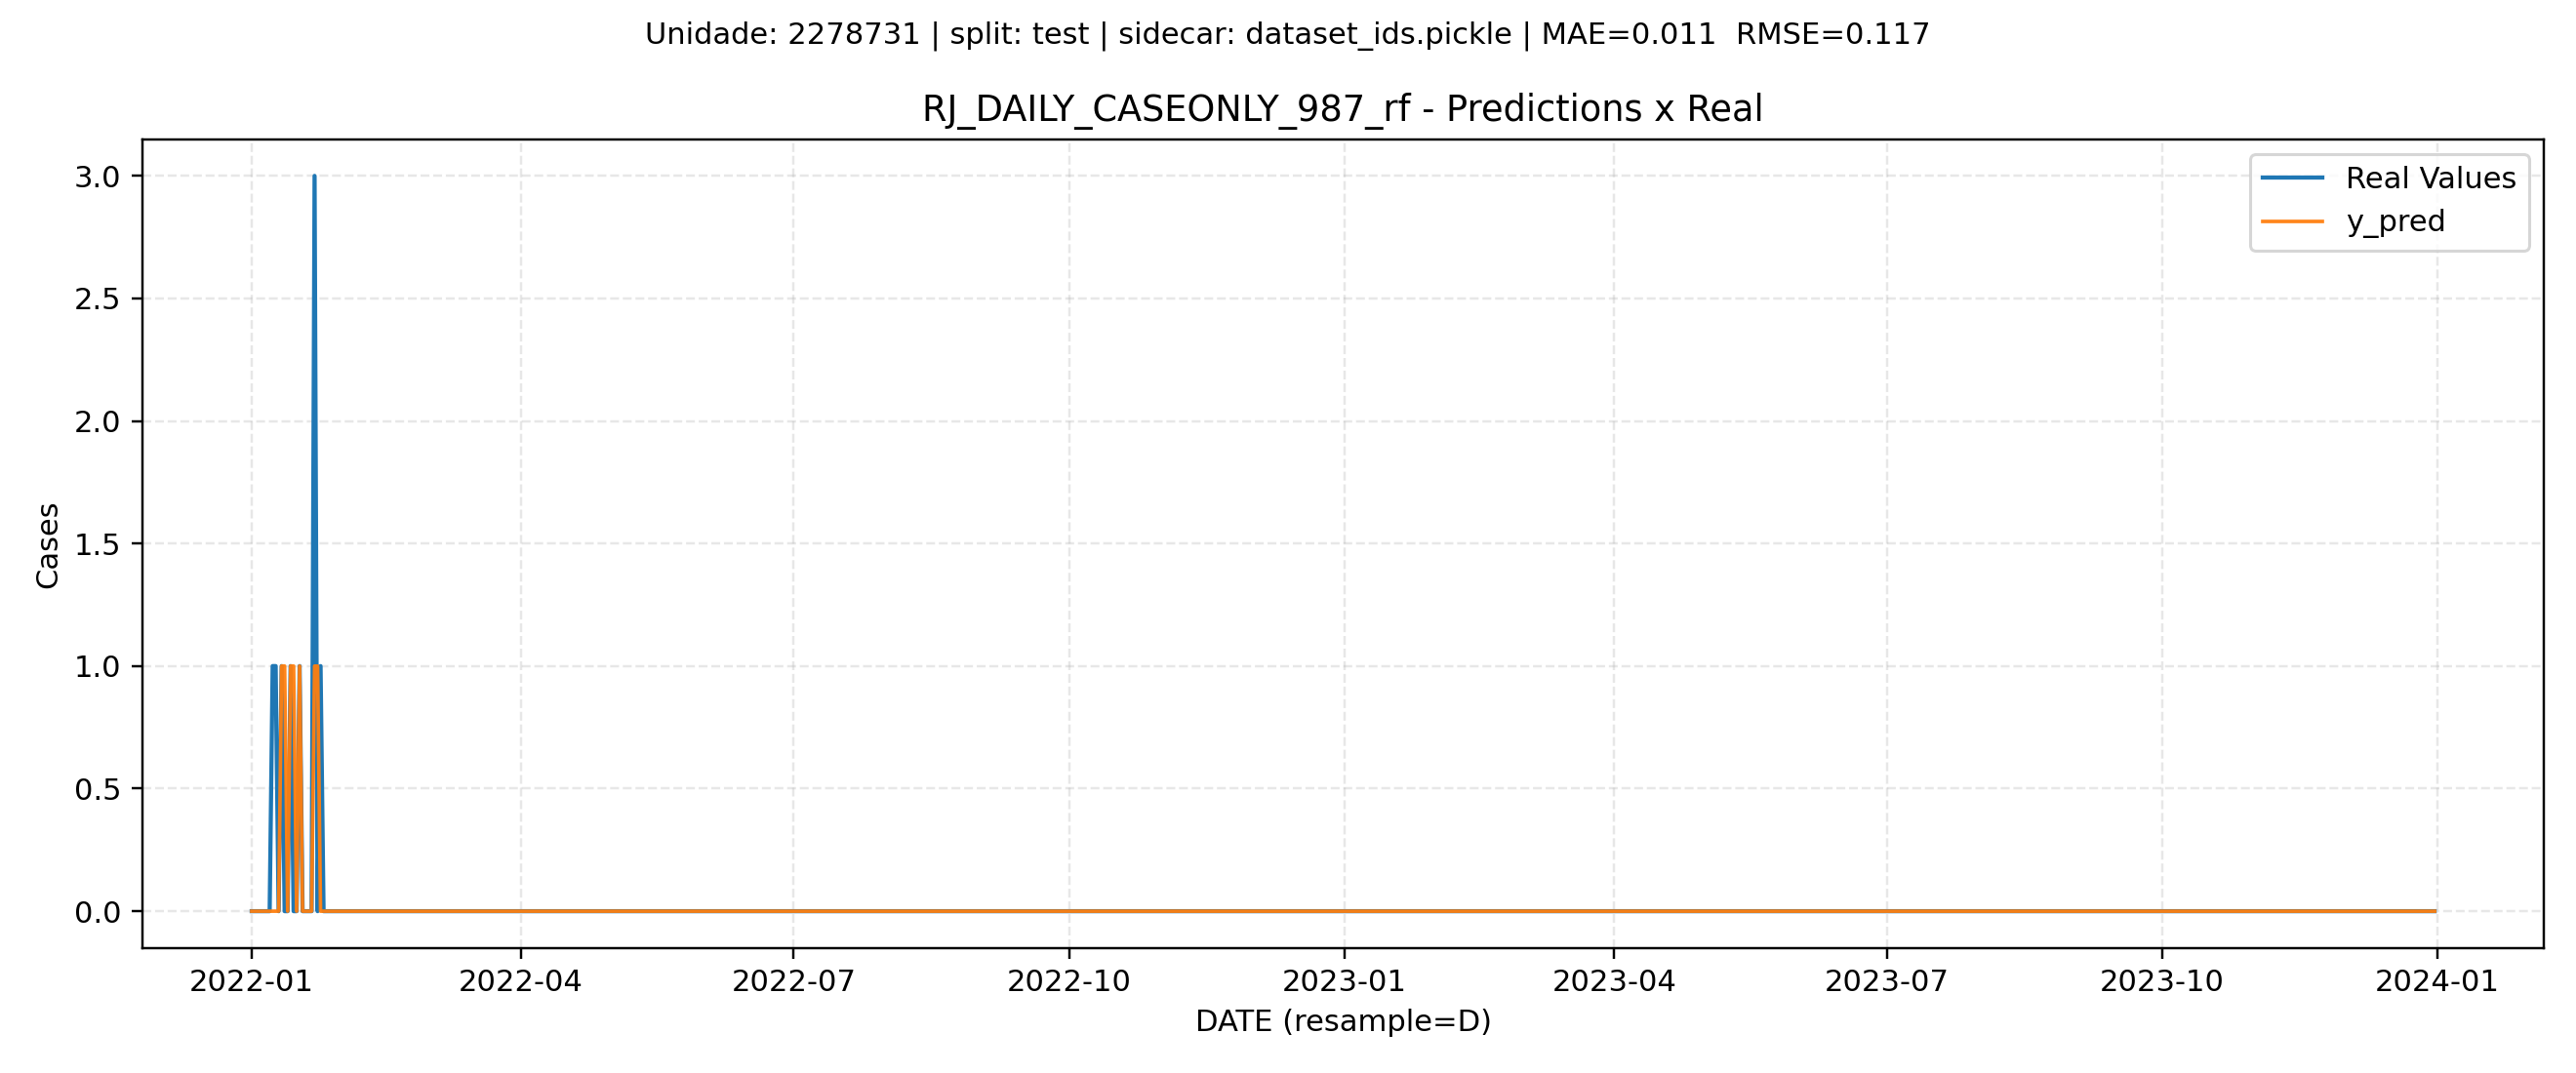 Unidade: 2278731 | split: test | sidecar: dataset_ids.pickle | MAE=0.011  RMSE=0.117
RJ_DAILY_CASEONLY_987_rf - Predictions x Real
Real Values
y_pred
Cases
3.0
2.5
2.0
1.5
1.0
0.5
0.0
2022-01 2022-04 2022-07 2022-10 2023-01 2023-04 2023-07 2023-10 2024-01
DATE (resample=D)